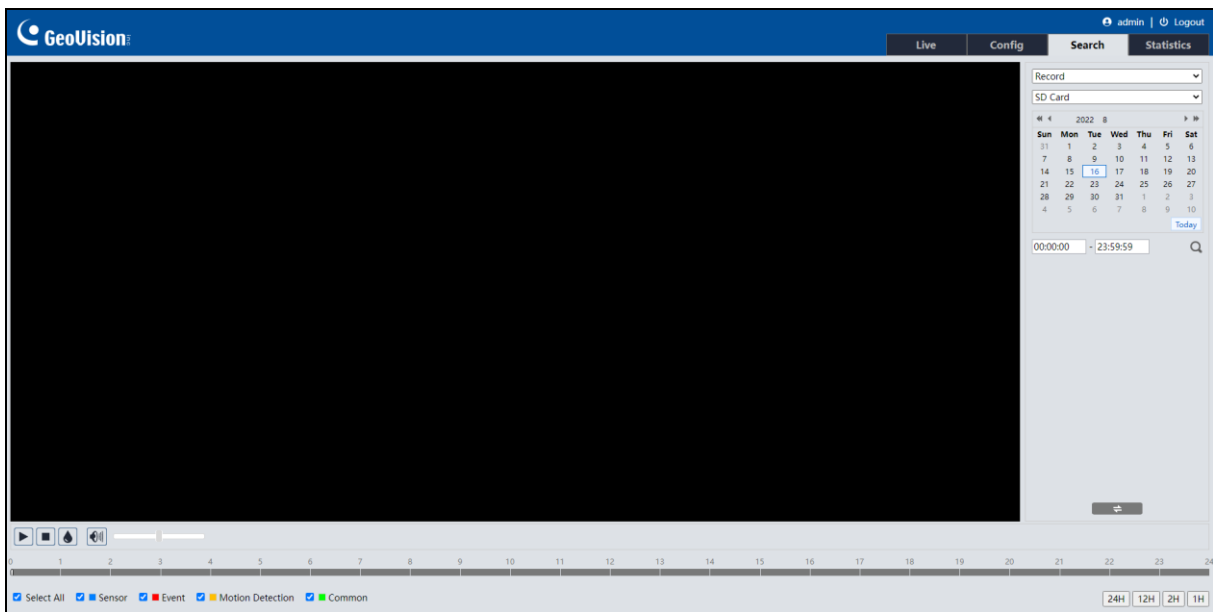 admin | Logout
GeoVision
Live Config Search Statistics
Record
SD Card
2022 8
Sun Mon Tue Wed Thu Fri Sat
31 1 2 3 4 5 6
7 8 9 10 11 12 13
14 15 16 17 18 19 20
21 22 23 24 25 26 27
28 29 30 31 1 2 3
4 5 6 7 8 9 10
Today
00:00:00 - 23:59:59
0 1 2 3 4 5 6 7 8 9 10 11 12 13 14 15 16 17 18 19 20 21 22 23 24
Select All Sensor Event Motion Detection Common
24H 12H 2H 1H